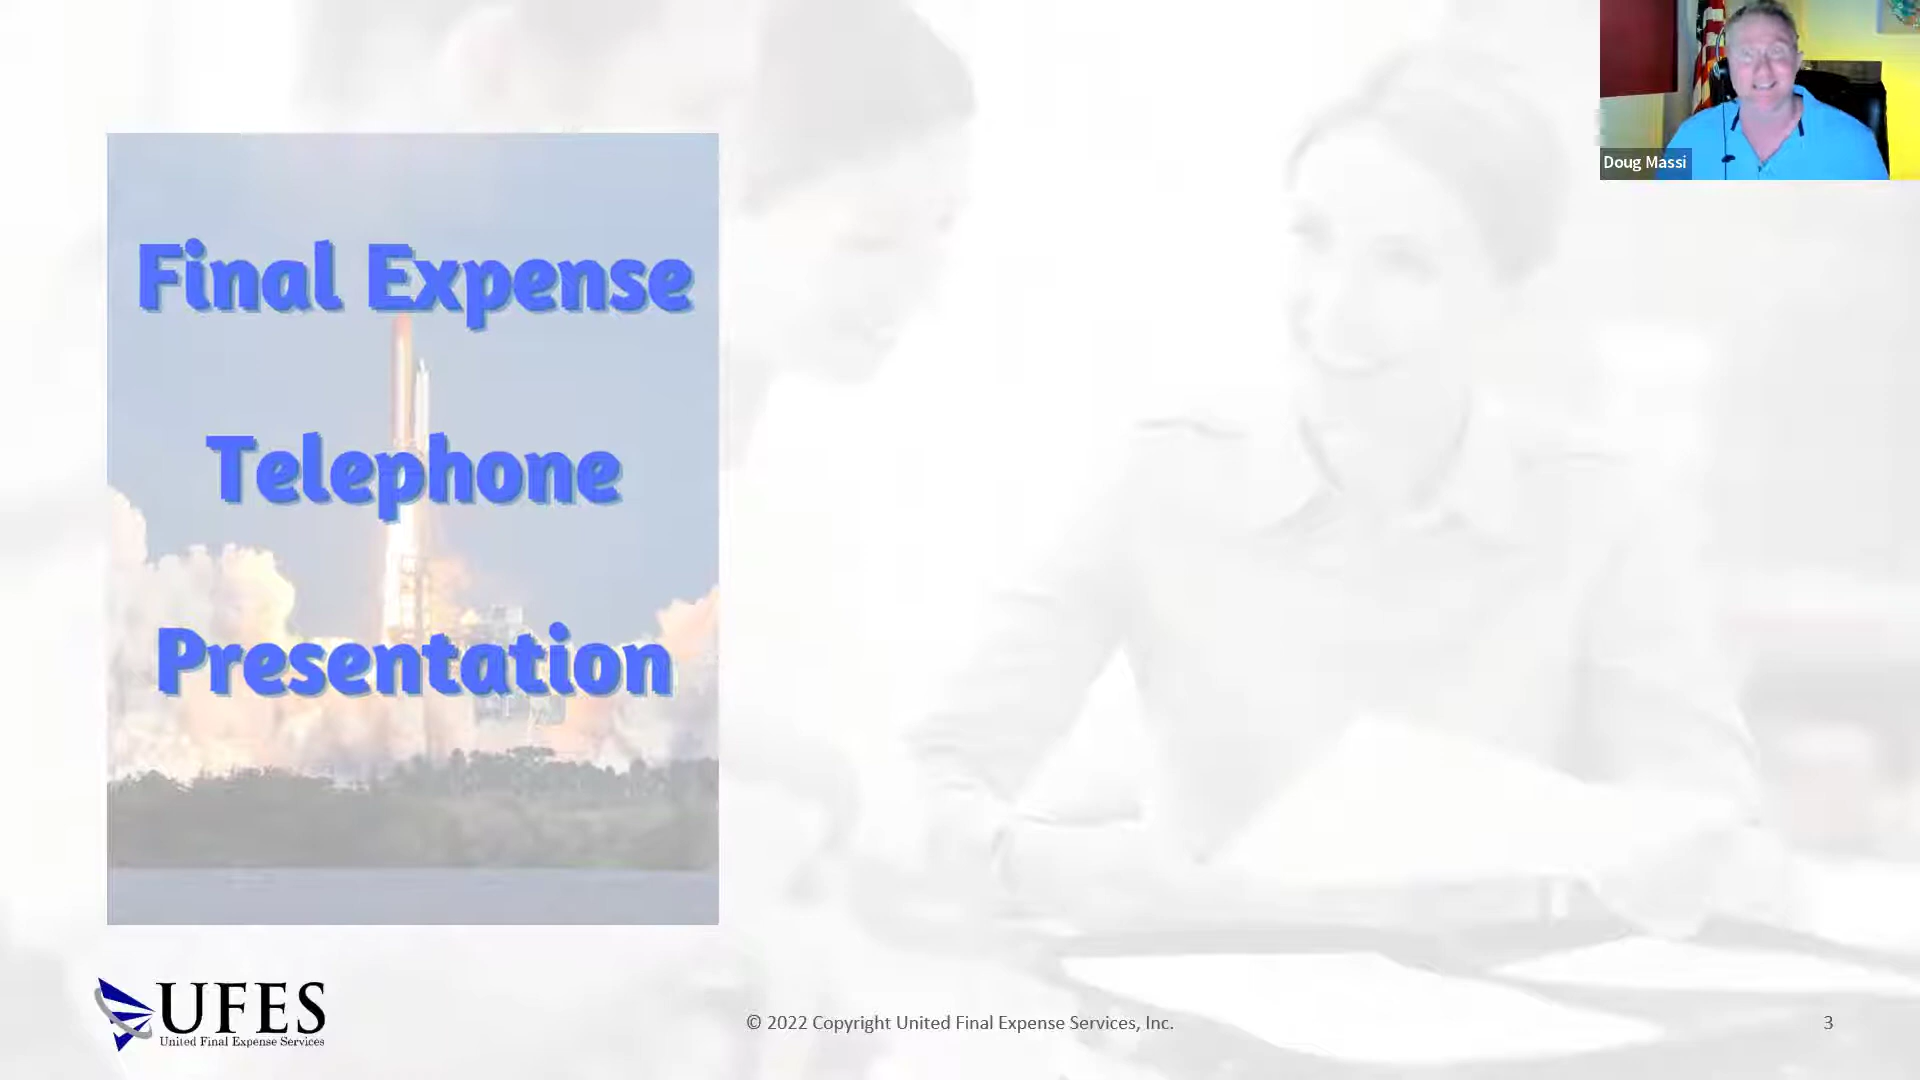 Doug Massi
Final Expense
Telephone
Presentation
UFES
United Final Expense Services
© 2022 Copyright United Final Expense Services, Inc.
3